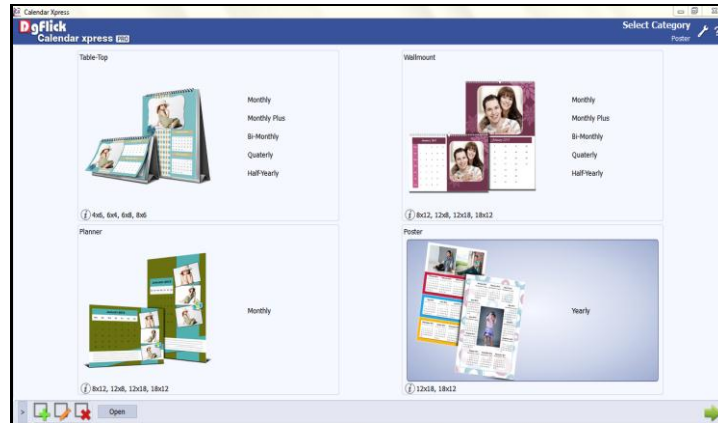 Calendar Xpress
DgFlick
Calendar xpress PRO
Select Category
Poster
?
Table-Top
Monthly
Monthly Plus
Bi-Monthly
Quaterly
Half-Yearly
4x6, 6x4, 6x8, 8x6
Wallmount
Monthly
Monthly Plus
Bi-Monthly
Quaterly
Half-Yearly
8x12, 12x8, 12x18, 18x12
Planner
Monthly
8x12, 12x8, 12x18, 18x12
Poster
Yearly
12x18, 18x12
> Open